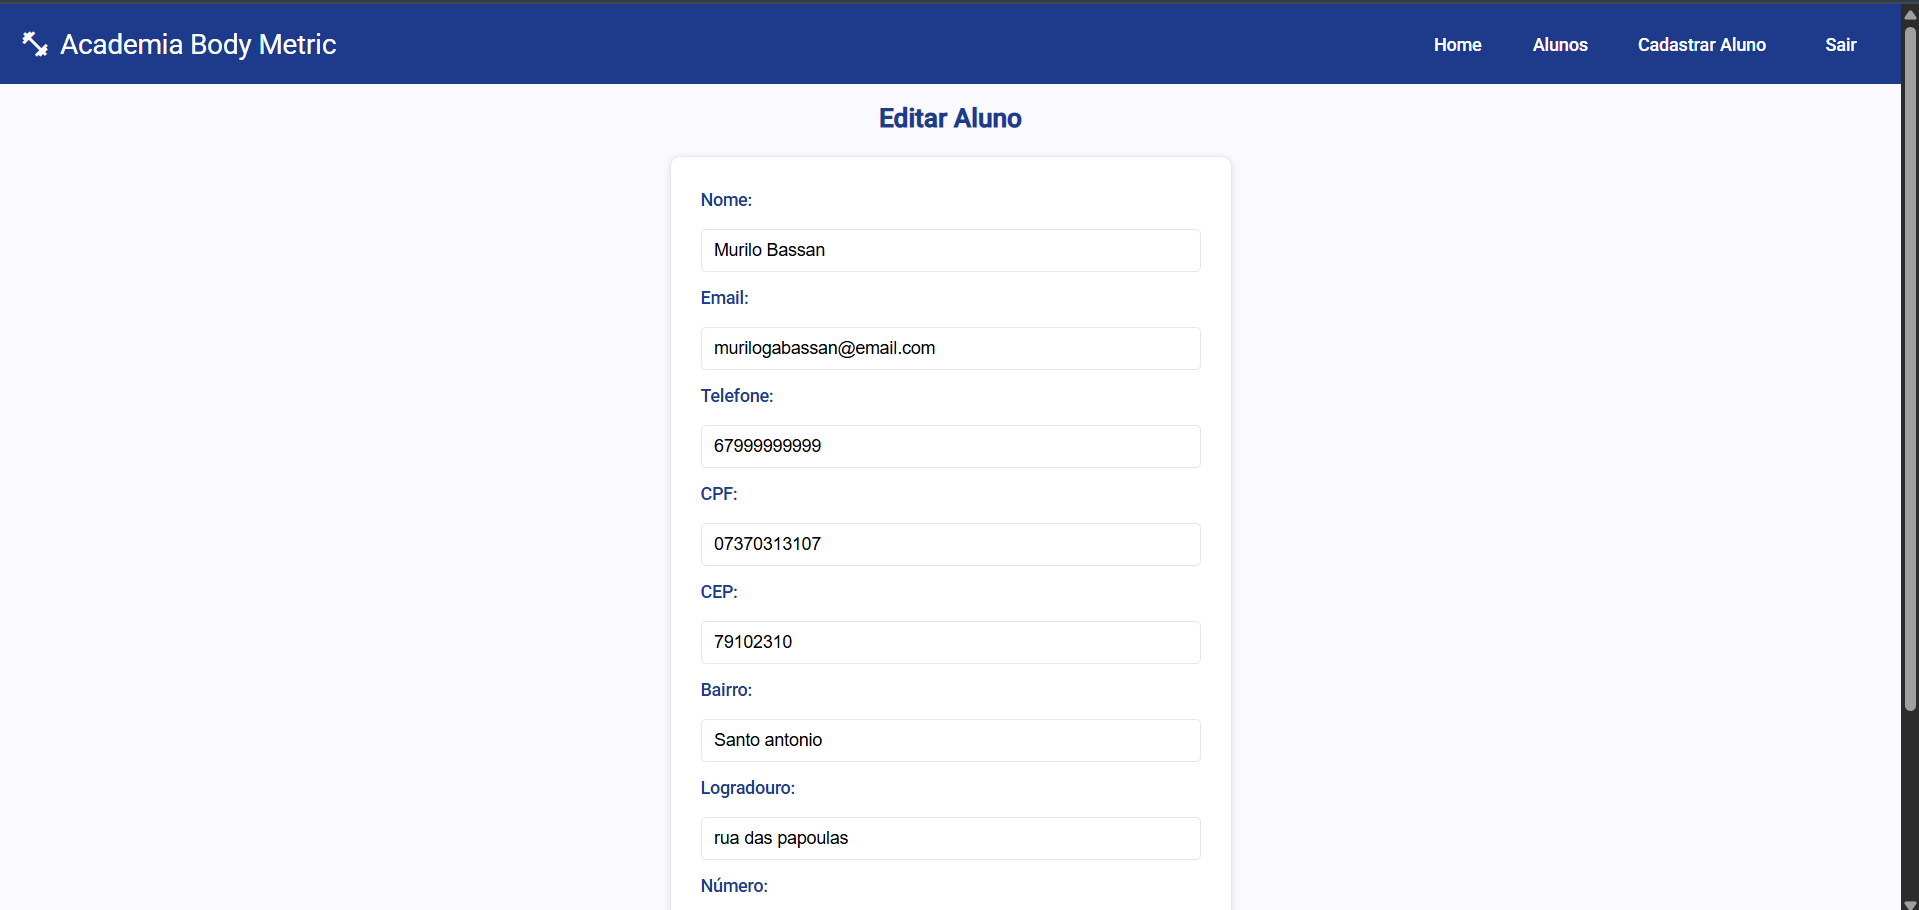 Academia Body Metric
Home Alunos Cadastrar Aluno Sair
Editar Aluno
Nome:
Murilo Bassan
Email:
murilogabassan@email.com
Telefone:
67999999999
CPF:
07370313107
CEP:
79102310
Bairro:
Santo antonio
Logradouro:
rua das papoulas
Número: